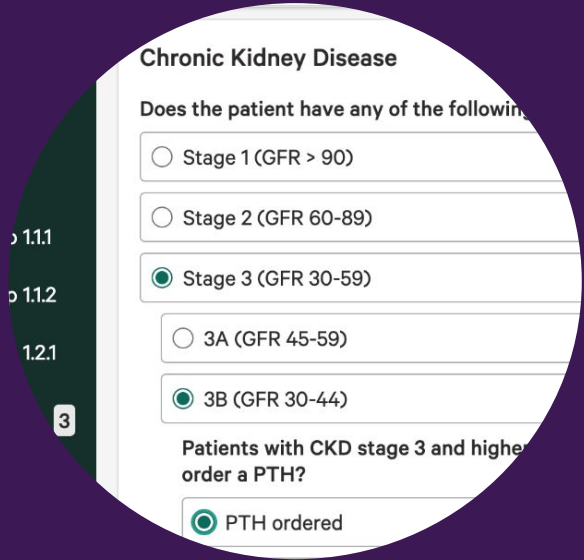 Chronic Kidney Disease
Does the patient have any of the following
Stage 1 (GFR > 90)
Stage 2 (GFR 60-89)
Stage 3 (GFR 30-59)
3A (GFR 45-59)
3B (GFR 30-44)
Patients with CKD stage 3 and higher
order a PTH?
PTH ordered
1.1.1
1.1.2
1.2.1
3